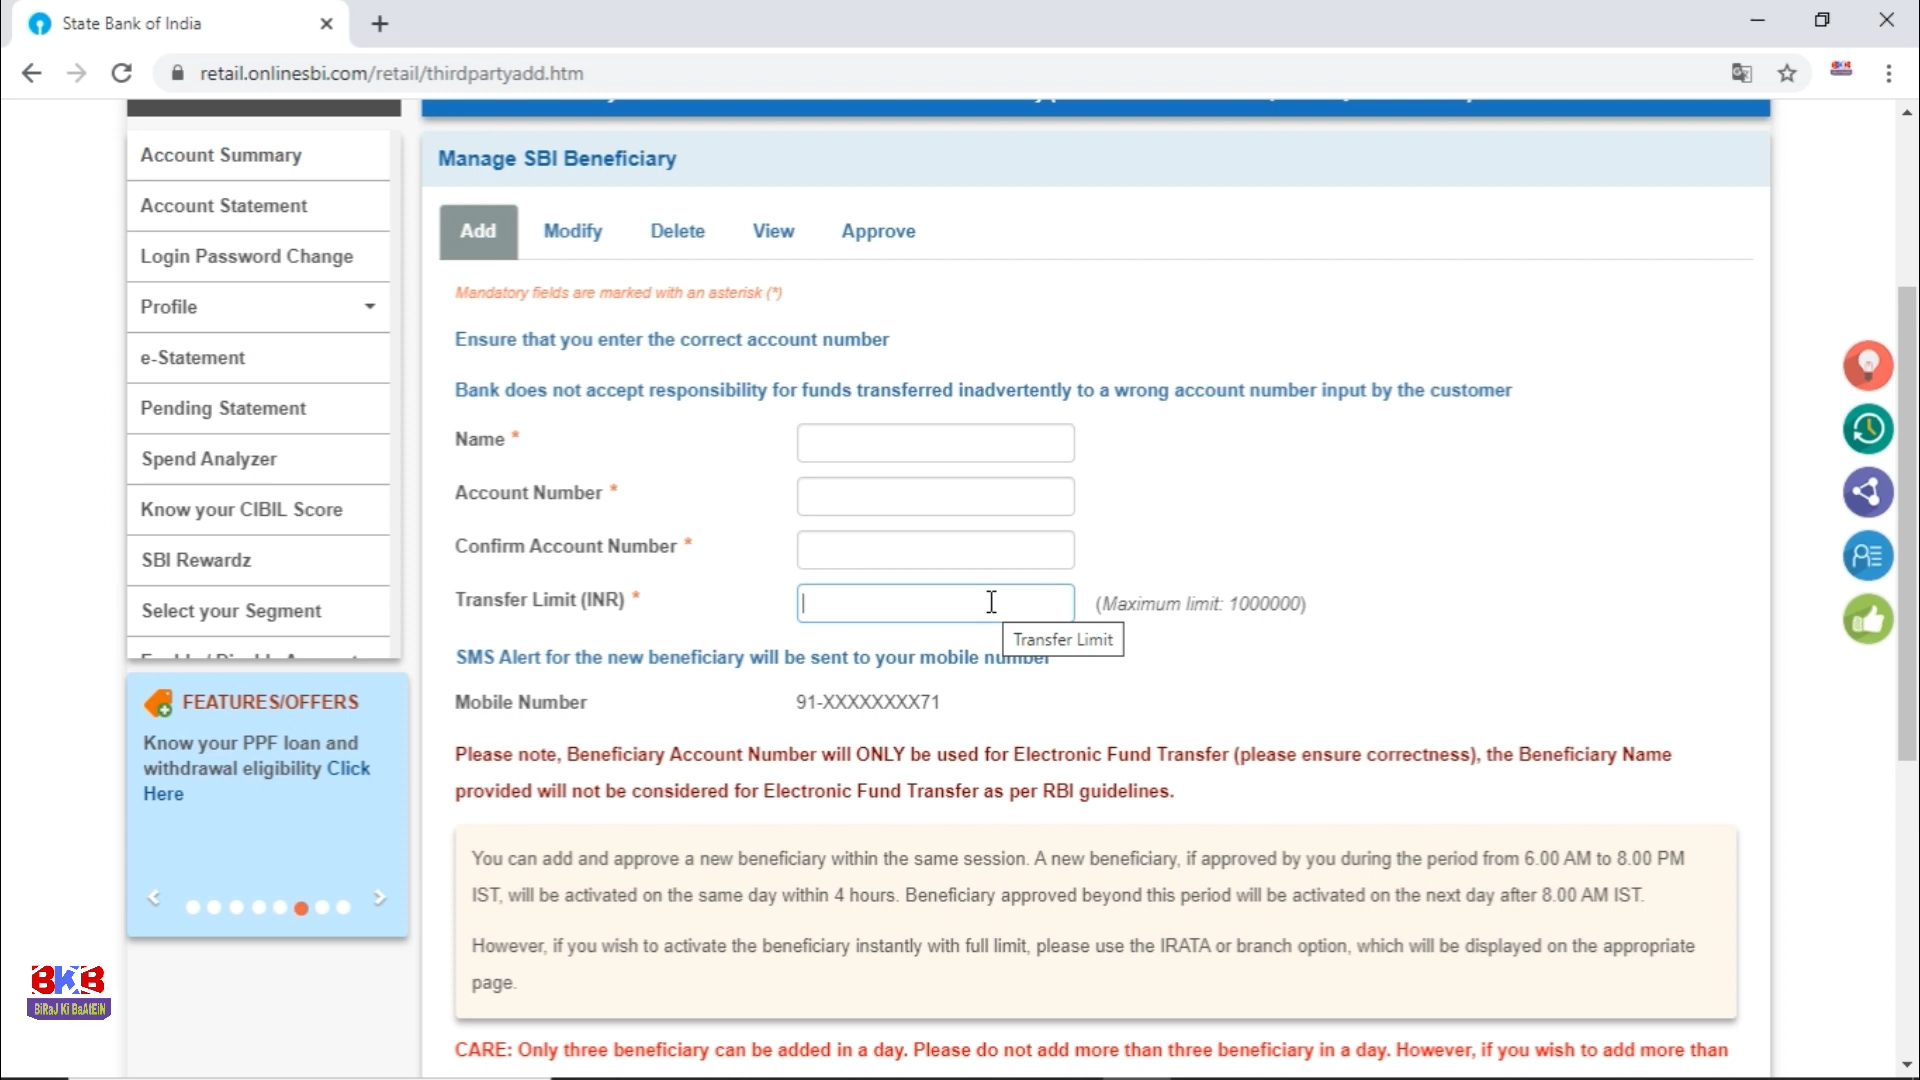 State Bank of India
retail.onlinesbi.com/retail/thirdpartyadd.htm
Account Summary
Account Statement
Login Password Change
Profile
e-Statement
Pending Statement
Spend Analyzer
Know your CIBIL Score
SBI Rewardz
Select your Segment
FEATURES/OFFERS
Know your PPF loan and
withdrawal eligibility Click
Here
BKB
BiRaJ Ki BaAtEiN
Manage SBI Beneficiary
Add Modify Delete View Approve
Mandatory fields are marked with an asterisk (*)
Ensure that you enter the correct account number
Bank does not accept responsibility for funds transferred inadvertently to a wrong account number input by the customer
Name *
Account Number *
Confirm Account Number *
Transfer Limit (INR) * (Maximum limit: 1000000)
Transfer Limit
SMS Alert for the new beneficiary will be sent to your mobile number
Mobile Number 91-XXXXXXXX71
Please note, Beneficiary Account Number will ONLY be used for Electronic Fund Transfer (please ensure correctness), the Beneficiary Name
provided will not be considered for Electronic Fund Transfer as per RBI guidelines.
You can add and approve a new beneficiary within the same session. A new beneficiary, if approved by you during the period from 6.00 AM to 8.00 PM
IST, will be activated on the same day within 4 hours. Beneficiary approved beyond this period will be activated on the next day after 8.00 AM IST.
However, if you wish to activate the beneficiary instantly with full limit, please use the IRATA or branch option, which will be displayed on the appropriate
page.
CARE: Only three beneficiary can be added in a day. Please do not add more than three beneficiary in a day. However, if you wish to add more than